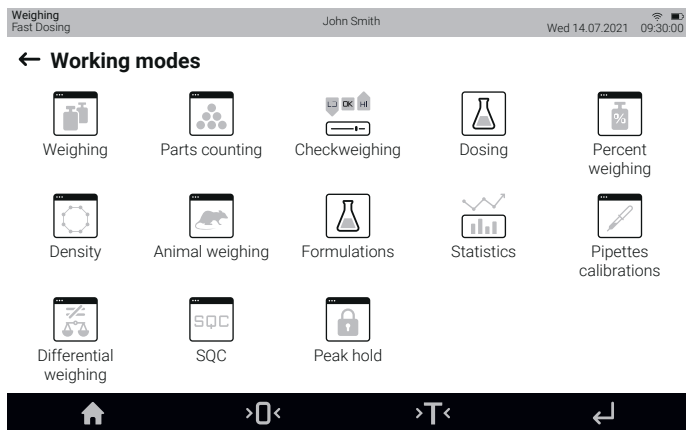 Weighing
Fast Dosing
John Smith
Wed 14.07.2021 09:30:00
← Working modes
LO OK HI
%
Weighing
Parts counting
Checkweighing
Dosing
Percent
weighing
Density
Animal weighing
Formulations
Statistics
Pipettes
calibrations
SQC
Differential
weighing
SQC
Peak hold
>0<
>T<